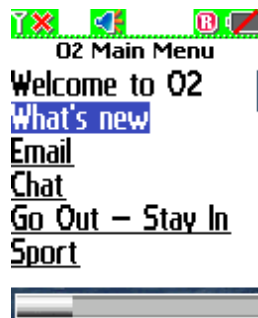 R
O2 Main Menu
Welcome to O2
What's new
Email
Chat
Go Out – Stay In
Sport